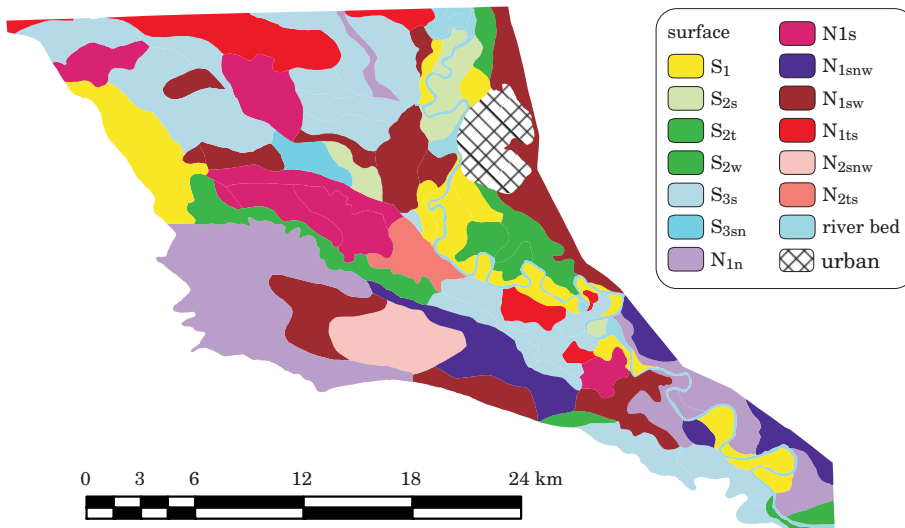 surface
S1
S2s
S2t
S2w
S3s
S3sn
N1n
N1s
N1snw
N1sw
N1ts
N2snw
N2ts
river bed
urban
0 3 6 12 18 24 km